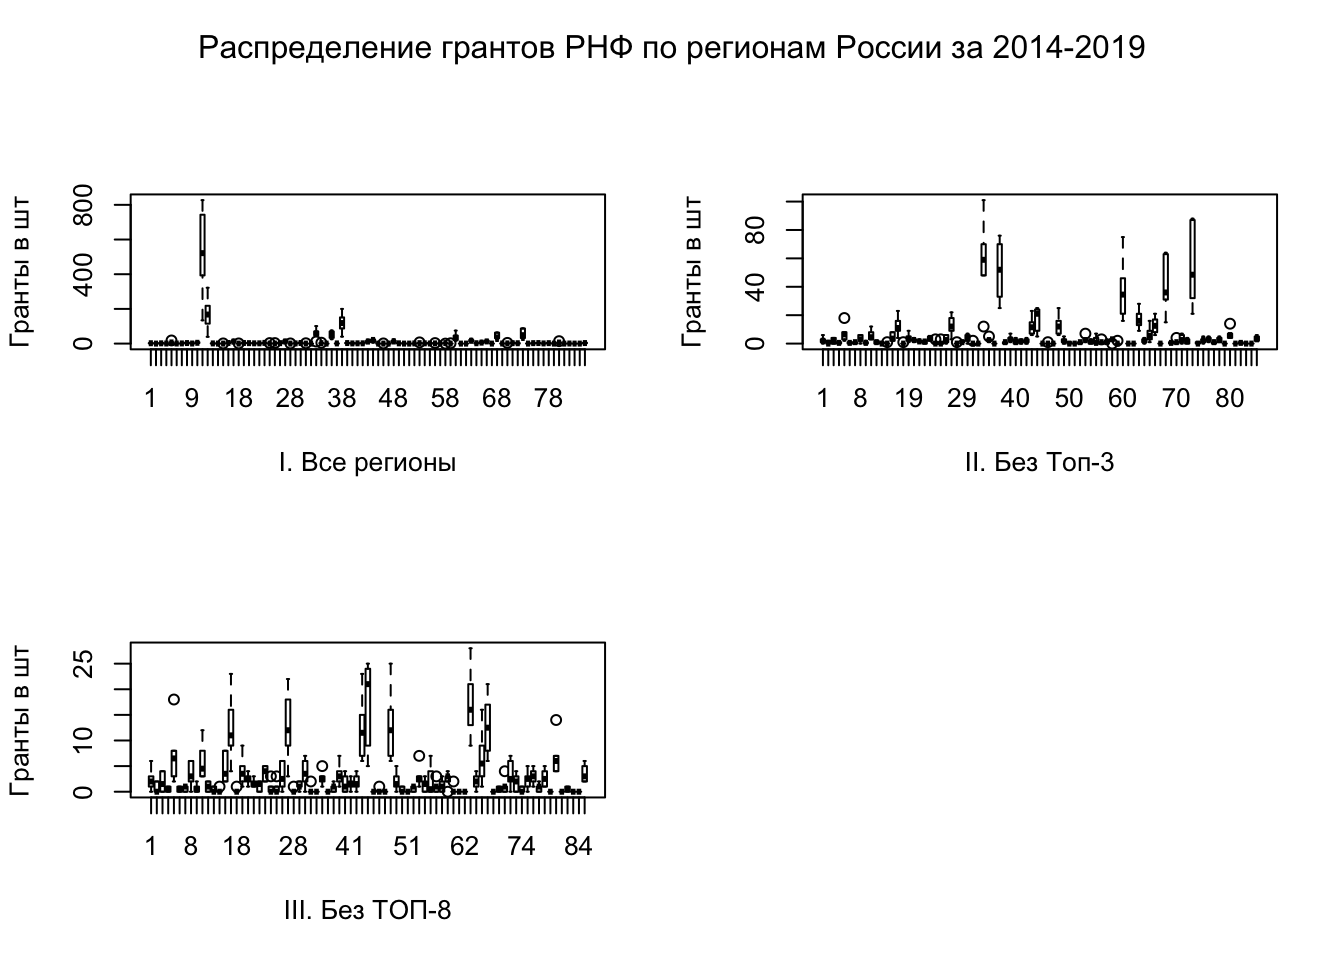 Распределение грантов РНФ по регионам России за 2014-2019
Гранты в шт
800
400
0
1 9 18 28 38 48 58 68 78
I. Все регионы
Гранты в шт
80
40
0
1 8 19 29 40 50 60 70 80
II. Без Топ-3
Гранты в шт
25
10
0
1 8 18 28 41 51 62 74 84
III. Без ТОП-8